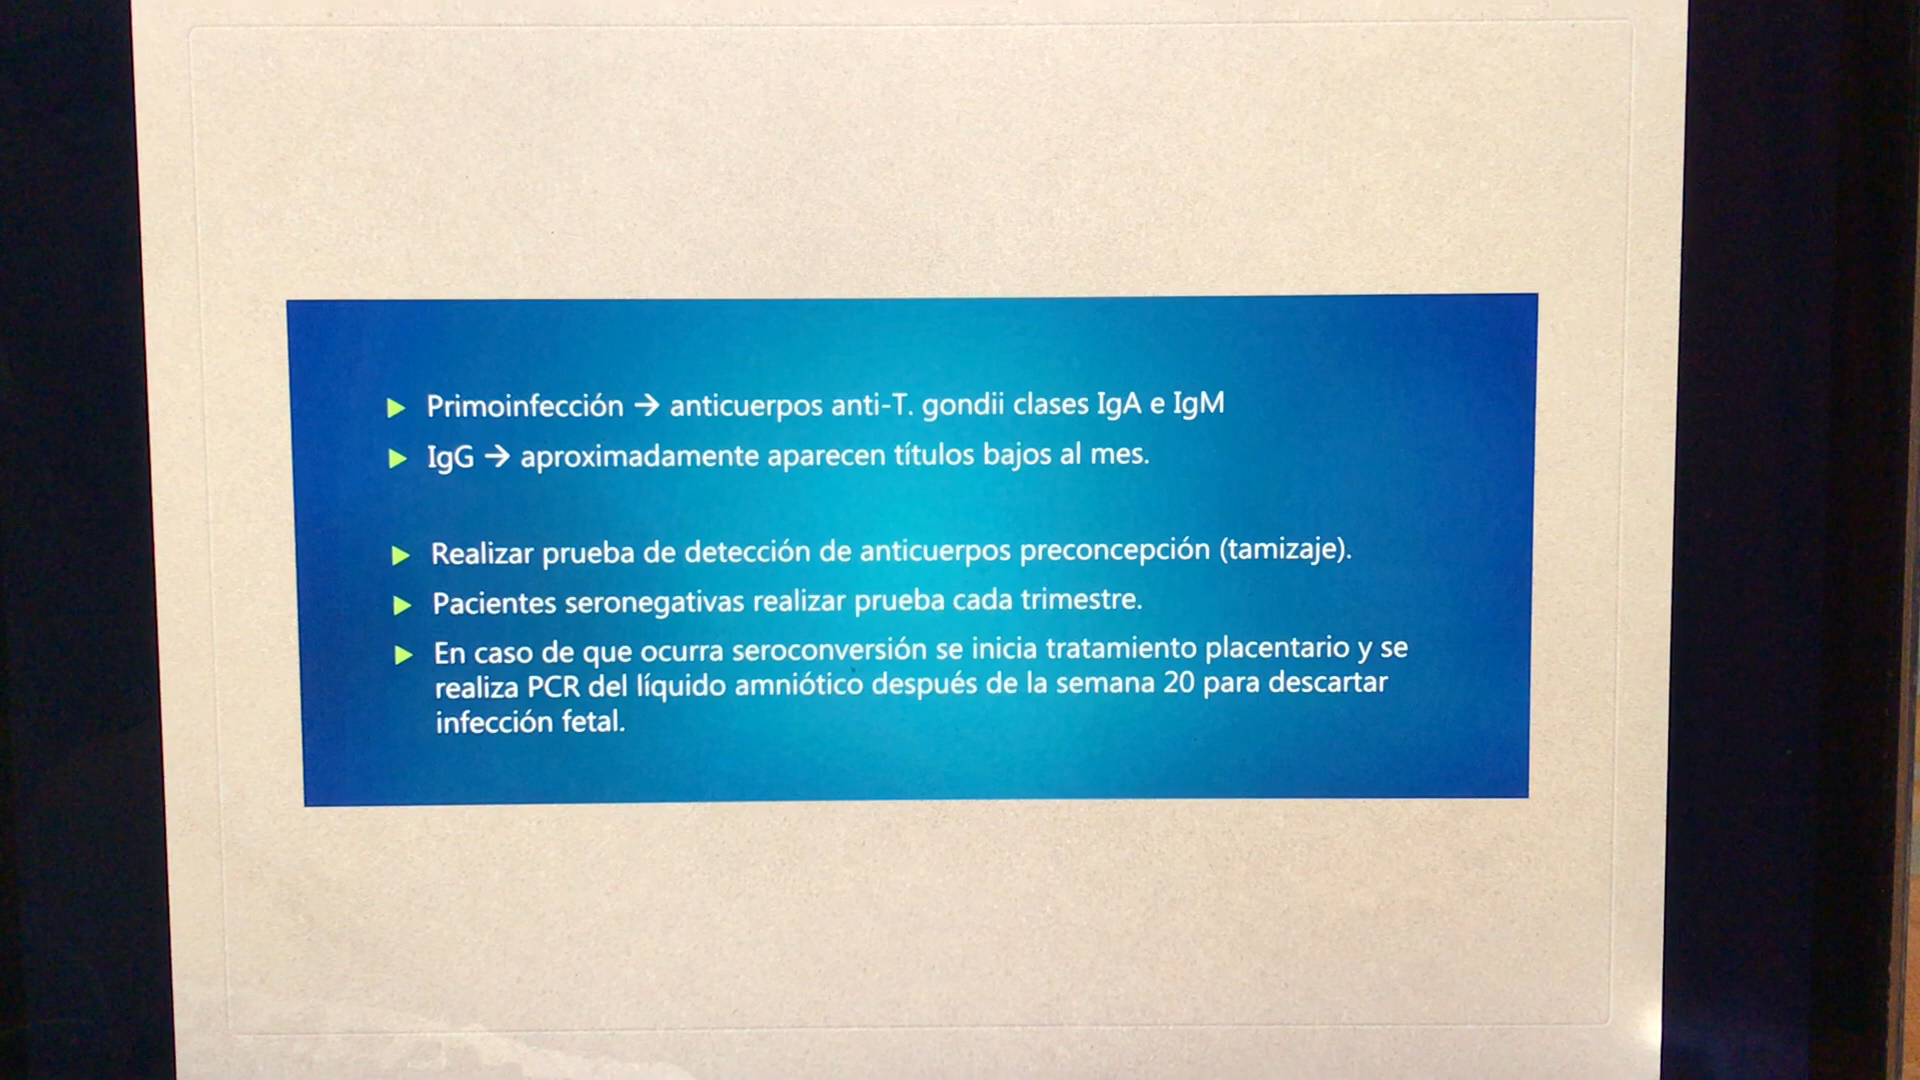 Primoinfección → anticuerpos anti-T. gondii clases IgA e IgM
IgG → aproximadamente aparecen títulos bajos al mes.
Realizar prueba de detección de anticuerpos preconcepción (tamizaje).
Pacientes seronegativas realizar prueba cada trimestre.
En caso de que ocurra seroconversión se inicia tratamiento placentario y se
realiza PCR del líquido amniótico después de la semana 20 para descartar
infección fetal.